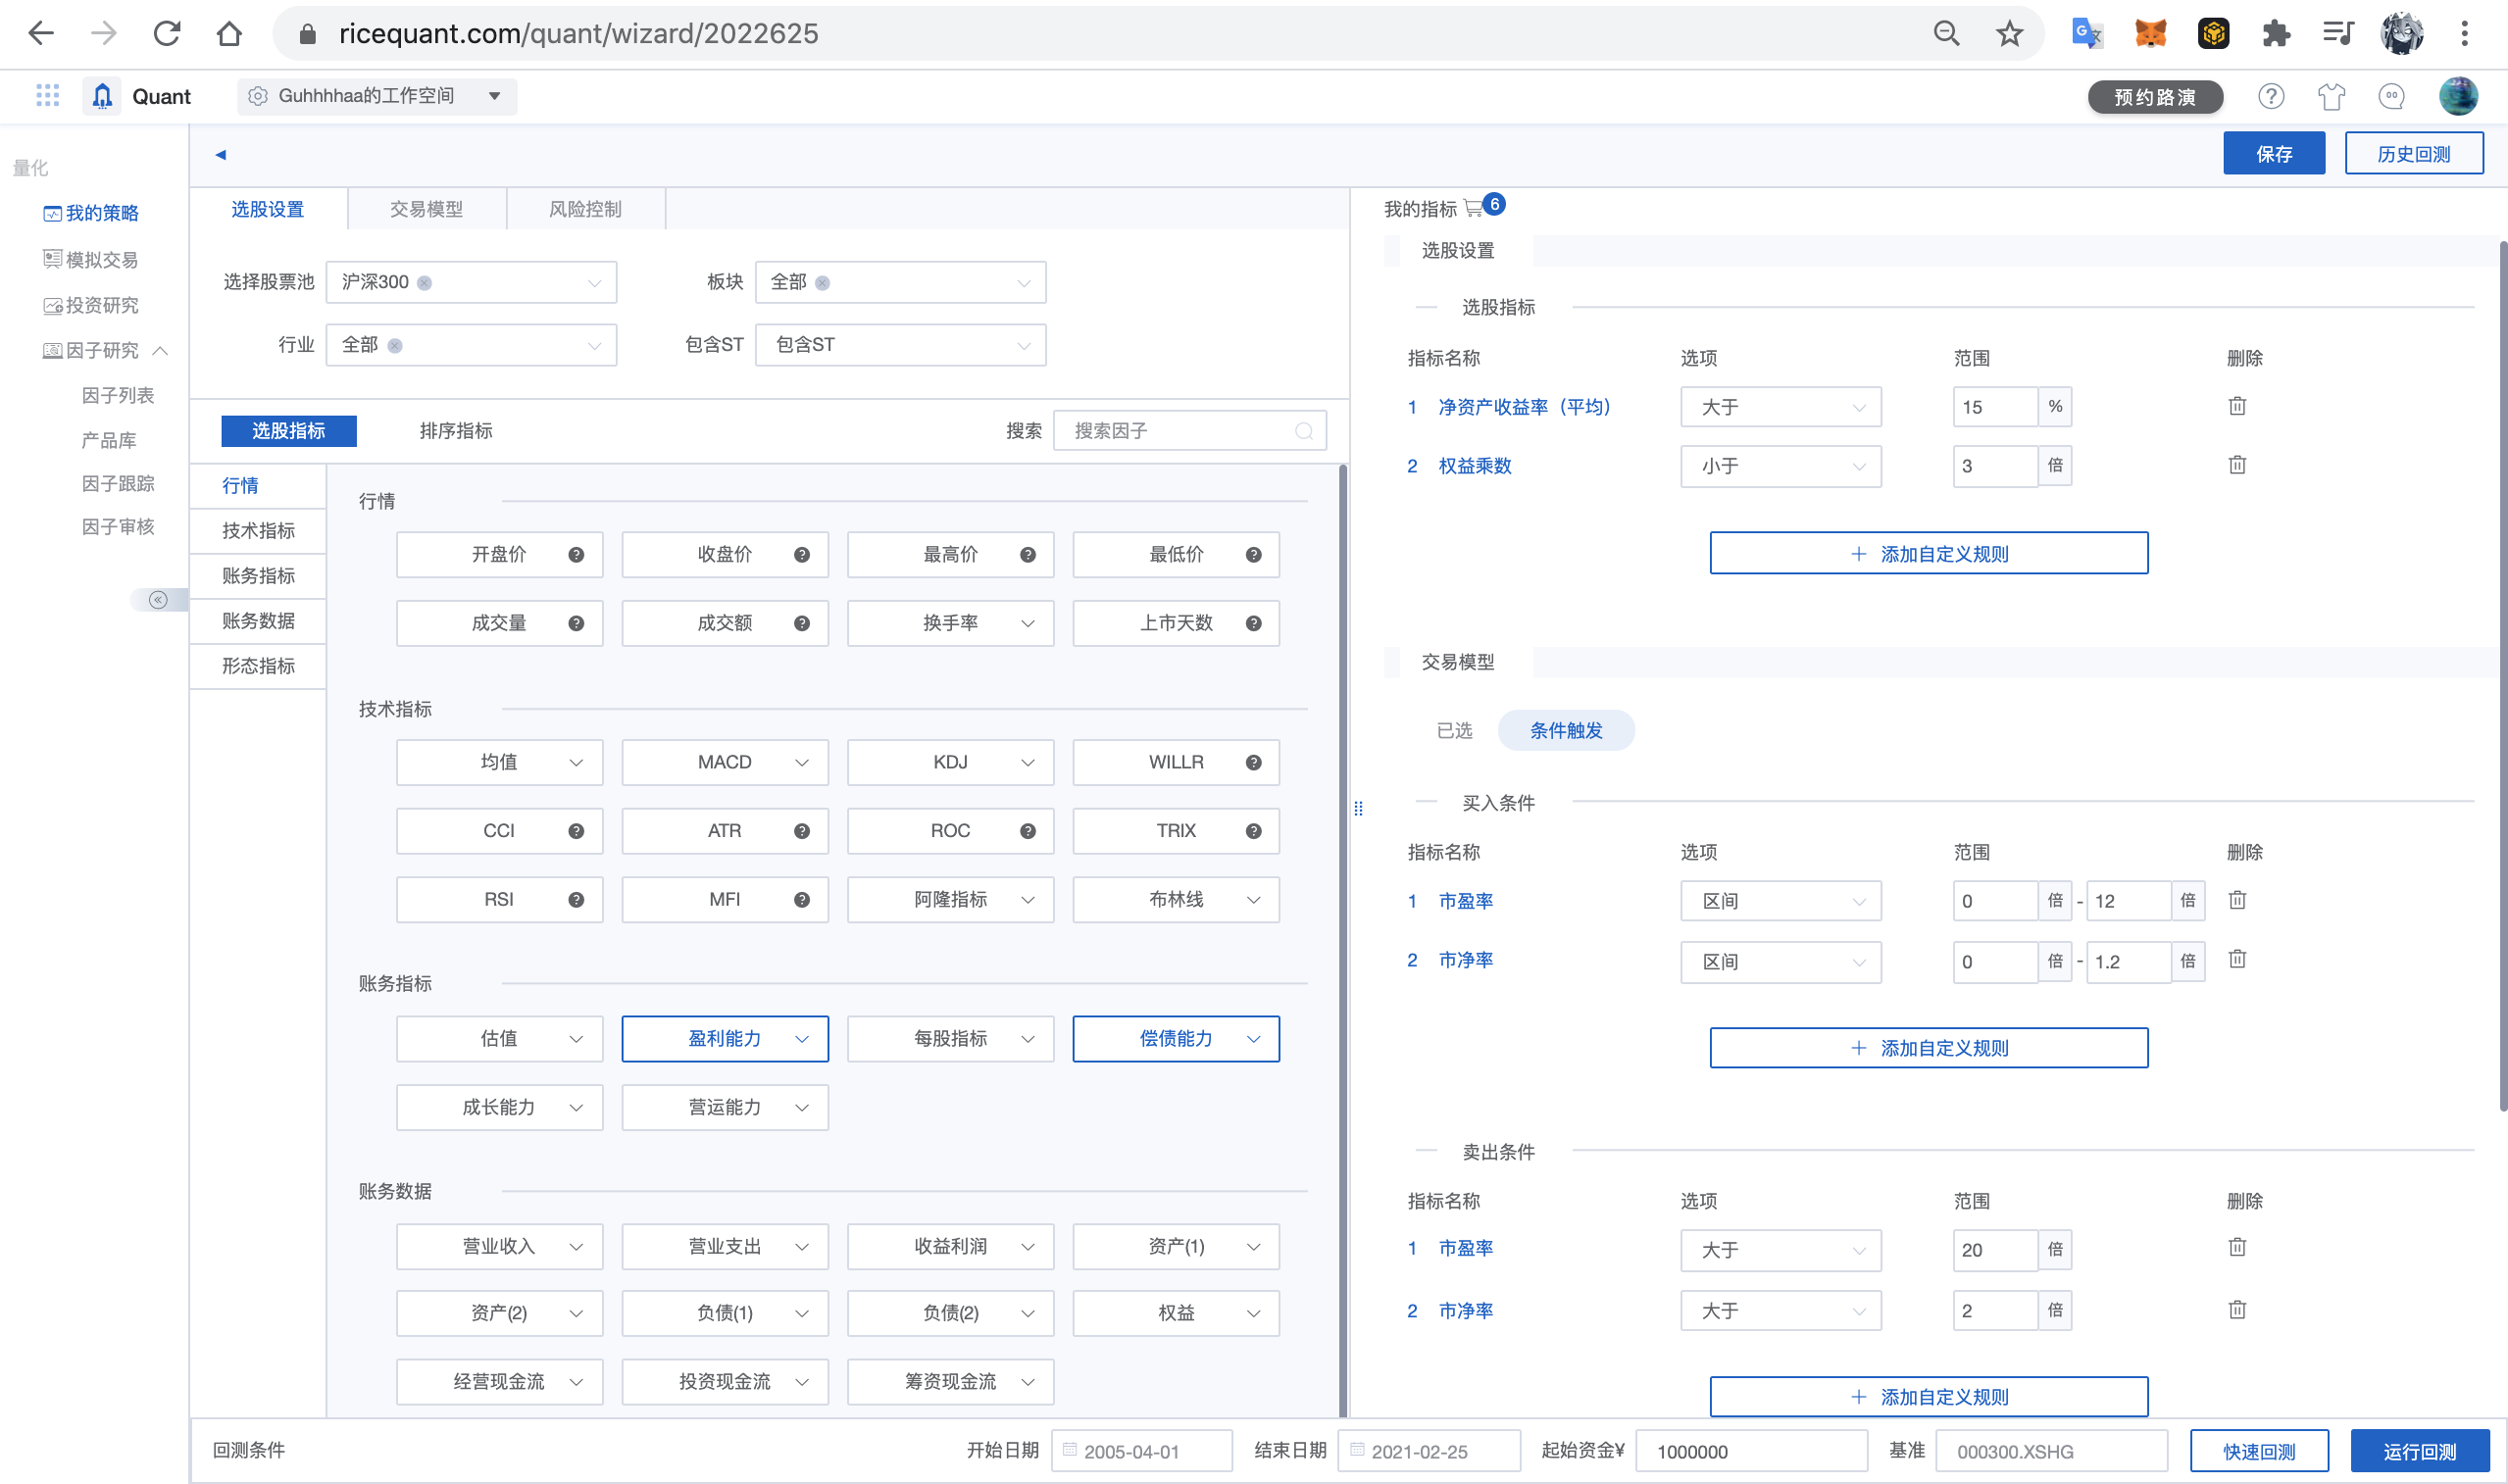 ricequant.com/quant/wizard/2022625
Quant
Guhhhhaa的工作空间
预约路演
量化
我的策略
模拟交易
投资研究
因子研究
因子列表
产品库
因子跟踪
因子审核
保存
历史回测
选股设置 交易模型 风险控制
选择股票池 沪深300 板块 全部
行业 全部 包含ST 包含ST
选股指标 排序指标 搜索 搜索因子
行情
技术指标
账务指标
账务数据
形态指标
行情
开盘价 收盘价 最高价 最低价
成交量 成交额 换手率 上市天数
技术指标
均值 MACD KDJ WILLR
CCI ATR ROC TRIX
RSI MFI 阿隆指标 布林线
账务指标
估值 盈利能力 每股指标 偿债能力
成长能力 营运能力
账务数据
营业收入 营业支出 收益利润 资产(1)
资产(2) 负债(1) 负债(2) 权益
经营现金流 投资现金流 筹资现金流
我的指标 6
选股设置
选股指标
指标名称 选项 范围 删除
1 净资产收益率（平均） 大于 15 %
2 权益乘数 小于 3 倍
+ 添加自定义规则
交易模型
已选 条件触发
买入条件
指标名称 选项 范围 删除
1 市盈率 区间 0 倍 - 12 倍
2 市净率 区间 0 倍 - 1.2 倍
+ 添加自定义规则
卖出条件
指标名称 选项 范围 删除
1 市盈率 大于 20 倍
2 市净率 大于 2 倍
+ 添加自定义规则
回测条件 开始日期 2005-04-01 结束日期 2021-02-25 起始资金¥ 1000000 基准 000300.XSHG 快速回测 运行回测